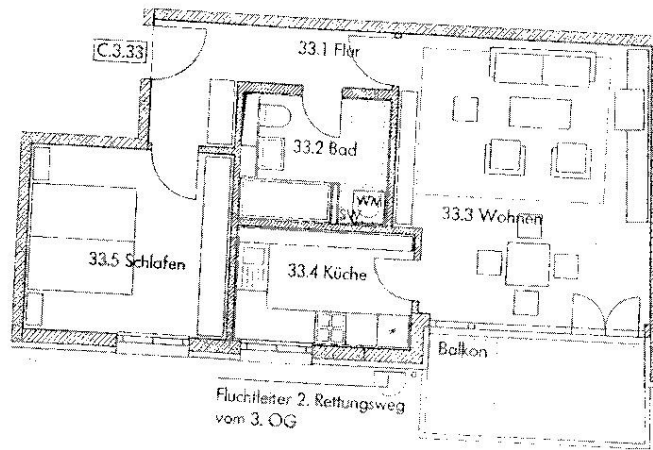 C.3.33
33.1 Flur
33.2 Bad
WM
SW
33.3 Wohnen
33.4 Küche
33.5 Schlafen
Balkon
Fluchtleiter 2. Rettungsweg
vom 3. OG